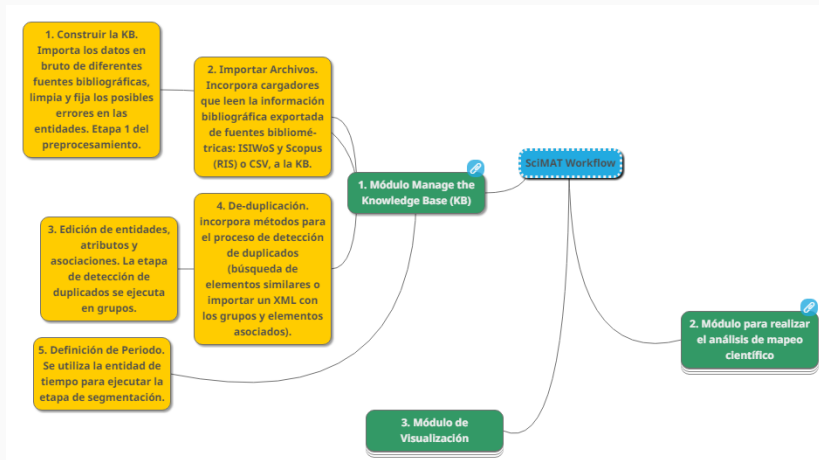 1. Construir la KB.
Importa los datos en
bruto de diferentes
fuentes bibliográficas,
limpia y fija los posibles
errores en las
entidades. Etapa 1 del
preprocesamiento.
2. Importar Archivos.
Incorpora cargadores
que leen la información
bibliográfica exportada
de fuentes bibliomé-
tricas: ISIWoS y Scopus
(RIS) o CSV, a la KB.
SciMAT Workflow
1. Módulo Manage the
Knowledge Base (KB)
3. Edición de entidades,
atributos y
asociaciones. La etapa
de detección de
duplicados se ejecuta
en grupos.
4. De-duplicación.
incorpora métodos para
el proceso de detección
de duplicados
(búsqueda de
elementos similares o
importar un XML con
los grupos y elementos
asociados).
5. Definición de Periodo.
Se utiliza la entidad de
tiempo para ejecutar la
etapa de segmentación.
2. Módulo para realizar
el análisis de mapeo
científico
3. Módulo de
Visualización